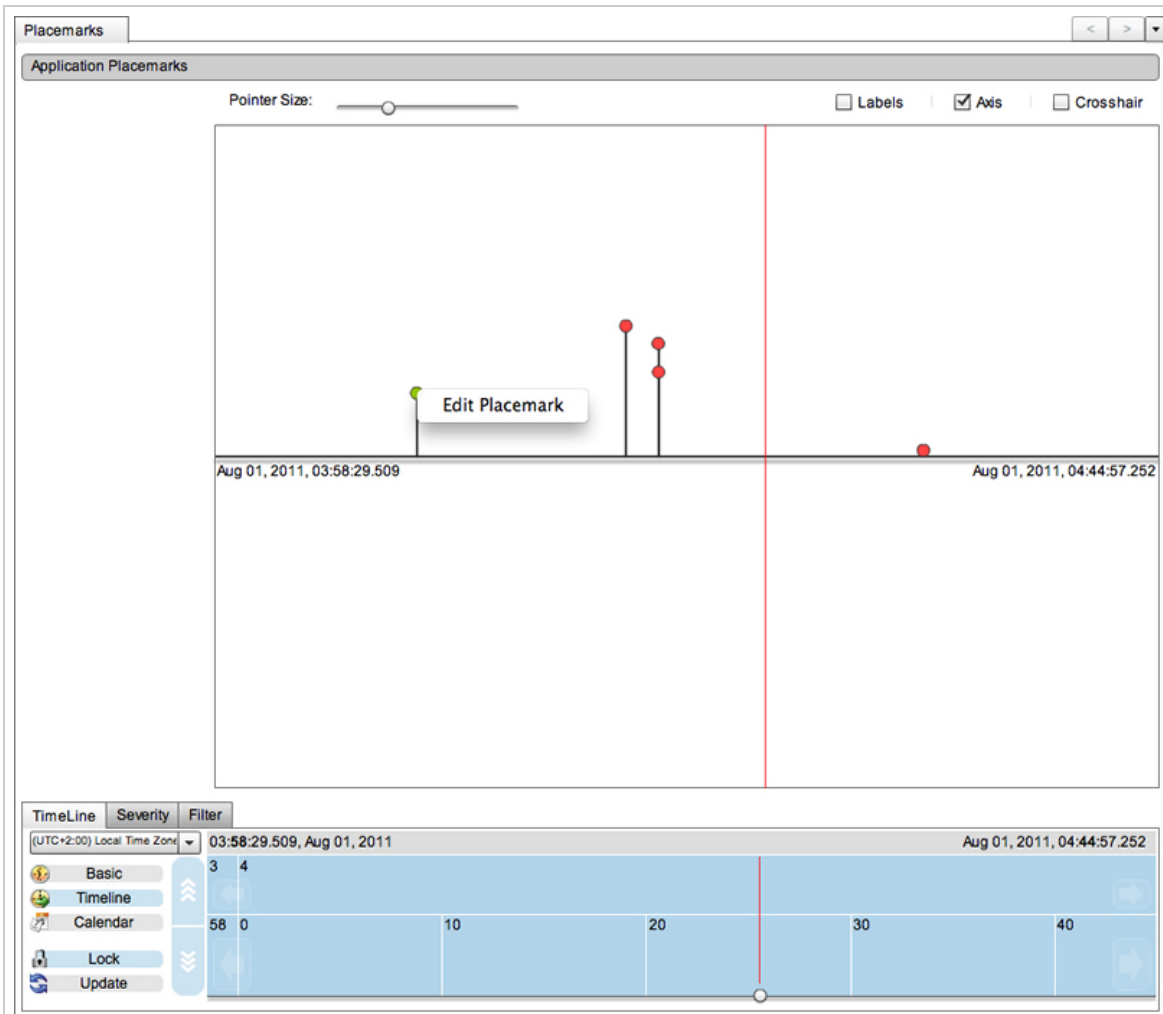 Placemarks < >
Application Placemarks
Pointer Size: Labels Axis Crosshair
Edit Placemark
Aug 01, 2011, 03:58:29.509 Aug 01, 2011, 04:44:57.252
TimeLine Severity Filter
(UTC+2:00) Local Time Zone 03:58:29.509, Aug 01, 2011 Aug 01, 2011, 04:44:57.252
3 4
Basic
Timeline
Calendar
58 0 10 20 30 40
Lock
Update